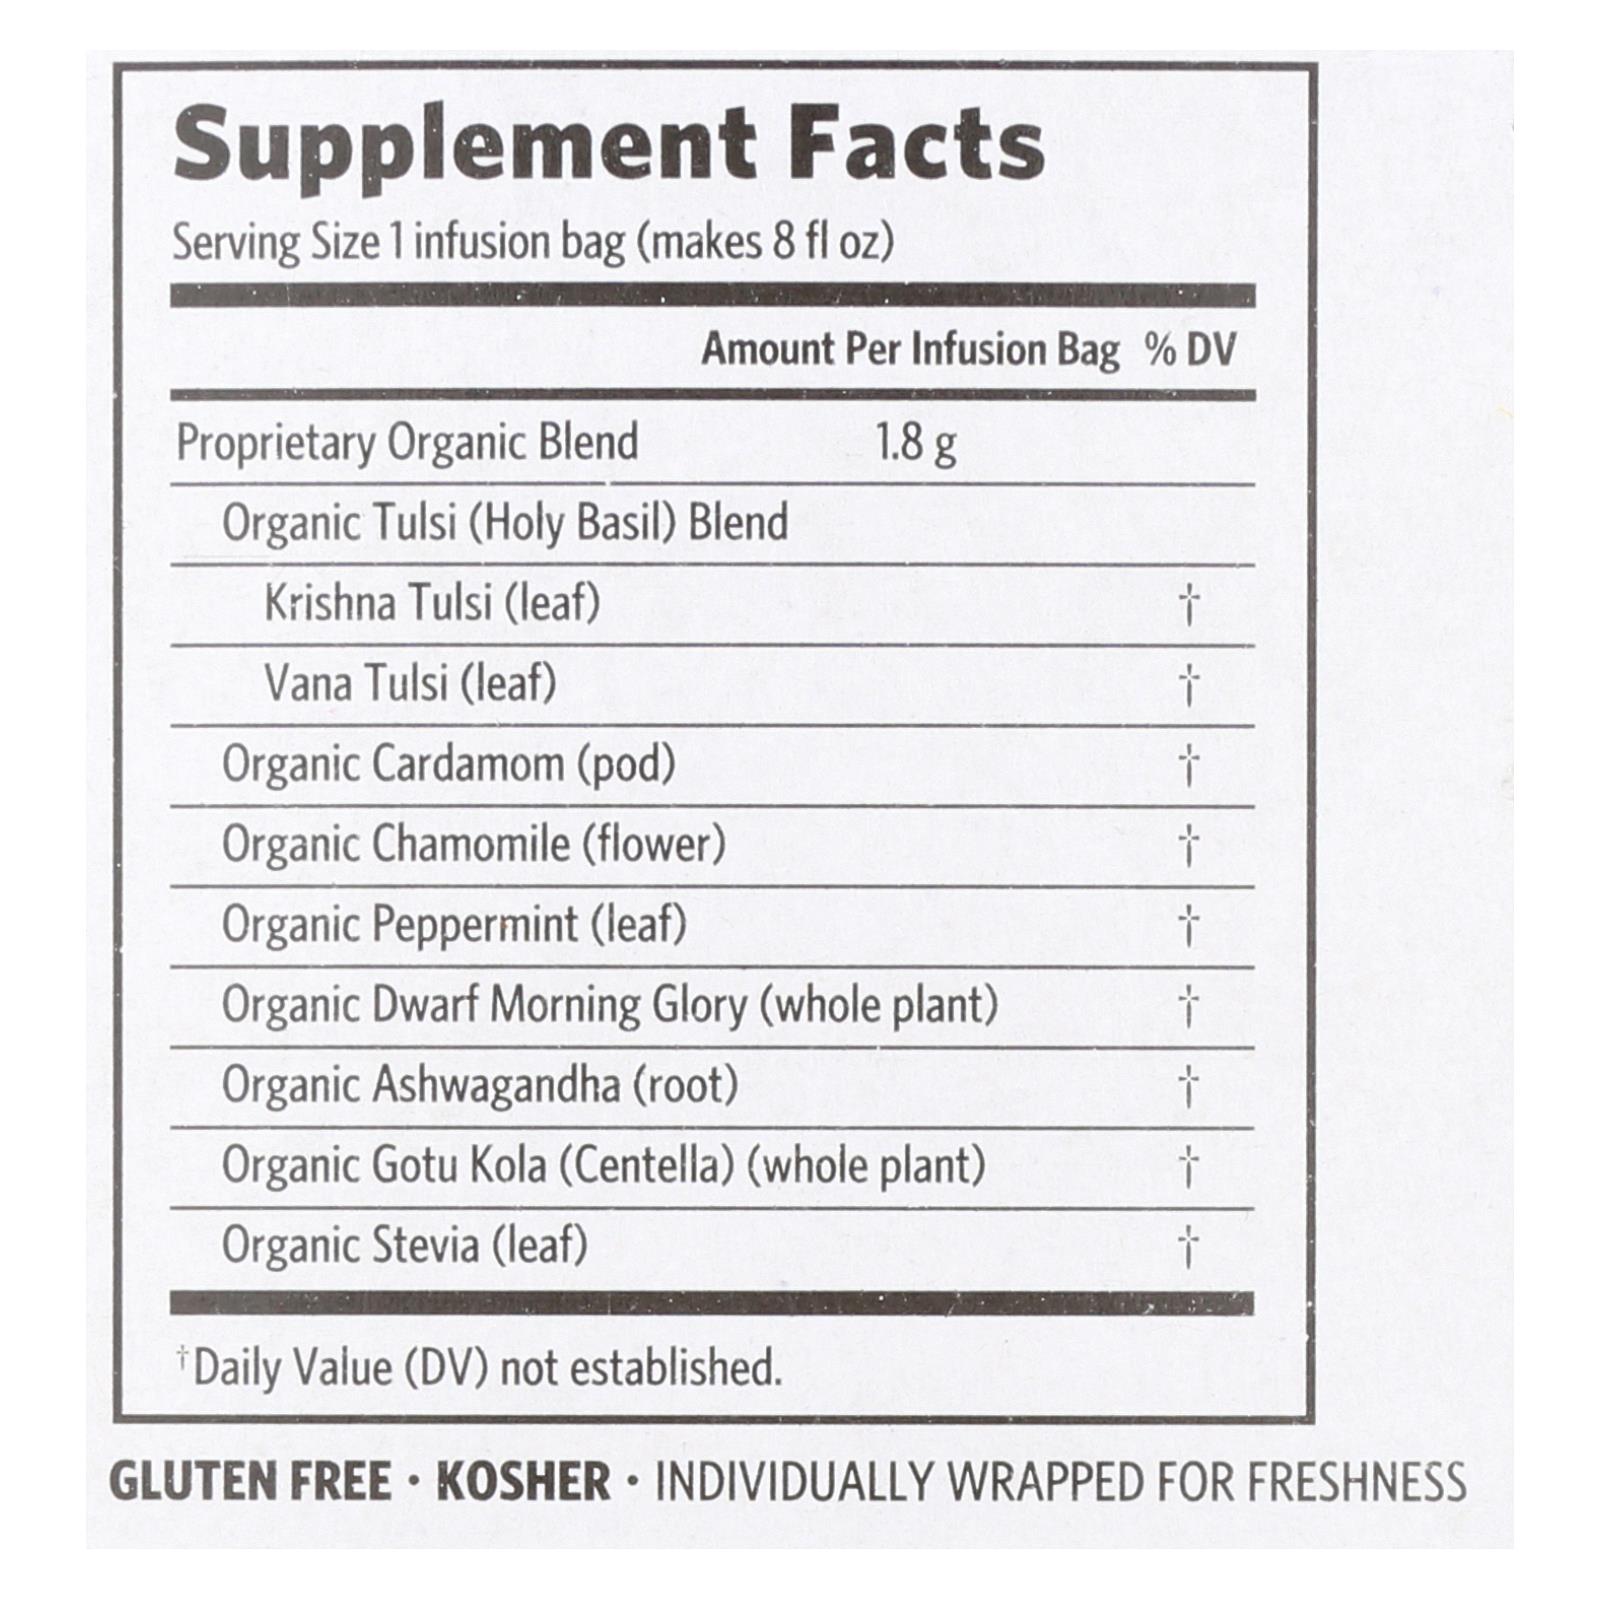 Supplement Facts
Serving Size 1 infusion bag (makes 8 fl oz)
Amount Per Infusion Bag % DV
Proprietary Organic Blend 1.8 g
Organic Tulsi (Holy Basil) Blend
Krishna Tulsi (leaf) †
Vana Tulsi (leaf) †
Organic Cardamom (pod) †
Organic Chamomile (flower) †
Organic Peppermint (leaf) †
Organic Dwarf Morning Glory (whole plant) †
Organic Ashwagandha (root) †
Organic Gotu Kola (Centella) (whole plant) †
Organic Stevia (leaf) †
†Daily Value (DV) not established.
GLUTEN FREE • KOSHER • INDIVIDUALLY WRAPPED FOR FRESHNESS